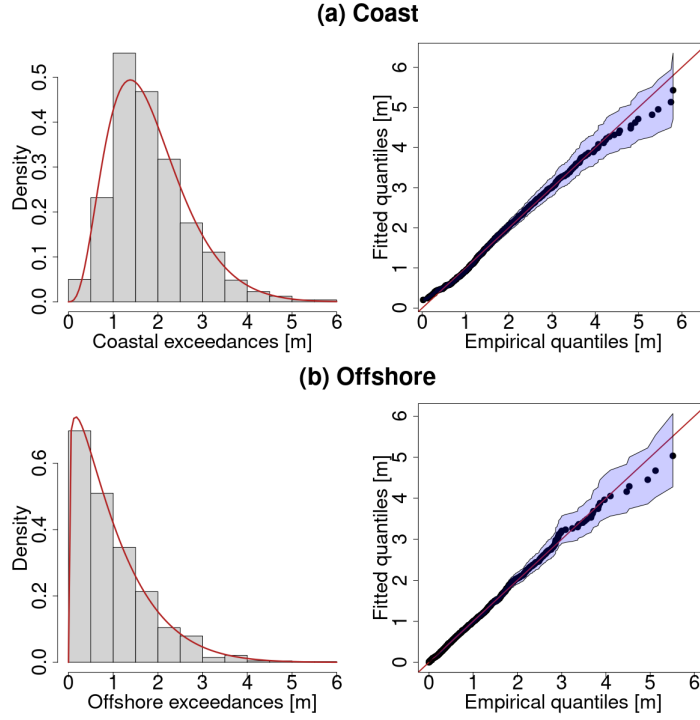 (a) Coast
Density
0.0 0.1 0.2 0.3 0.4 0.5
0 1 2 3 4 5 6
Coastal exceedances [m]
Fitted quantiles [m]
0 1 2 3 4 5 6
0 1 2 3 4 5 6
Empirical quantiles [m]
(b) Offshore
Density
0.0 0.2 0.4 0.6
0 1 2 3 4 5 6
Offshore exceedances [m]
Fitted quantiles [m]
0 1 2 3 4 5 6
0 1 2 3 4 5 6
Empirical quantiles [m]